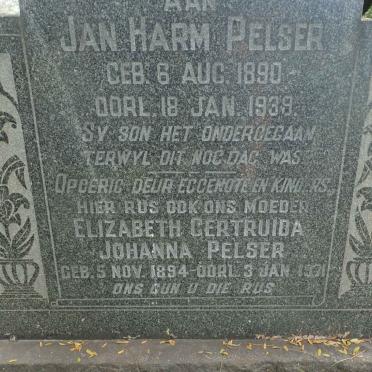 AAN
JAN HARM PELSER
GEB. 6 AUG. 1890 -
OORL. 18 JAN. 1939.
SY SON HET ONDERGEGAAN
TERWYL DIT NOG DAG WAS
OPGERIG DEUR EGGENOTE EN KINDERS.
HIER RUS OOK ONS MOEDER
ELIZABETH GERTRUIDA
JOHANNA PELSER
GEB. 5 NOV. 1894 - OORL. 3 JAN. 1971
ONS GUN U DIE RUS